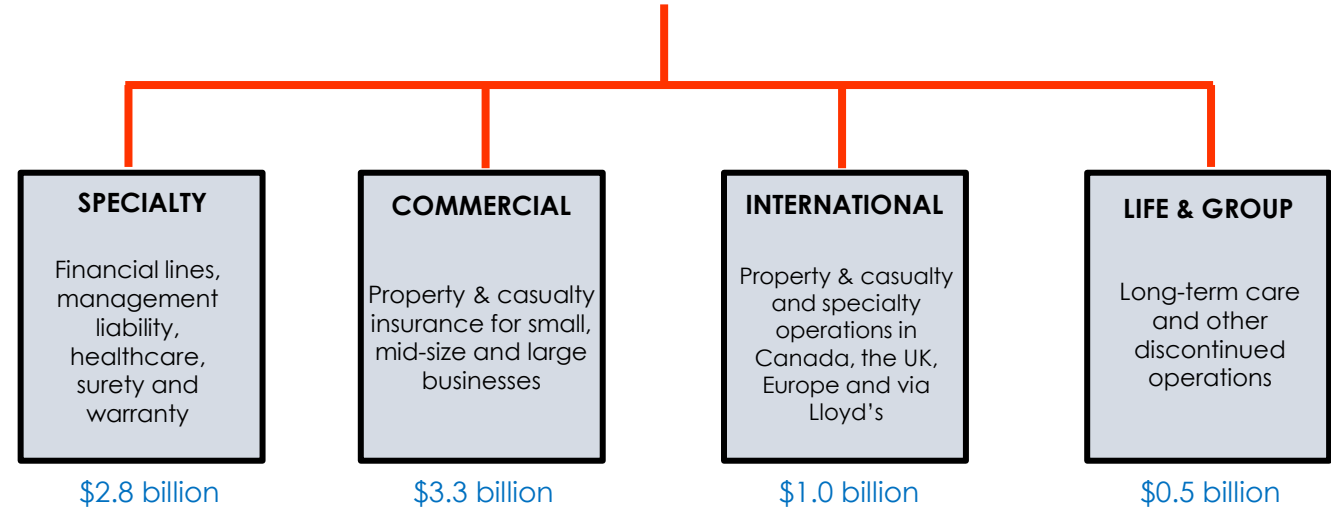 SPECIALTY
Financial lines,
management
liability,
healthcare,
surety and
warranty
$2.8 billion
COMMERCIAL
Property & casualty
insurance for small,
mid-size and large
businesses
$3.3 billion
INTERNATIONAL
Property & casualty
and specialty
operations in
Canada, the UK,
Europe and via
Lloyd’s
$1.0 billion
LIFE & GROUP
Long-term care
and other
discontinued
operations
$0.5 billion